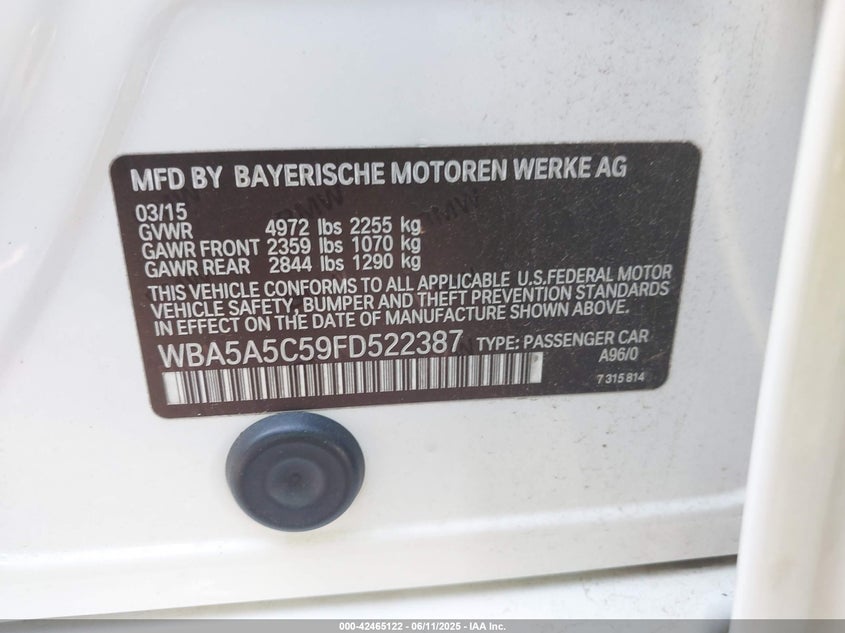 MFD BY BAYERISCHE MOTOREN WERKE AG
03/15
GVWR 4972 lbs 2255 kg
GAWR FRONT 2359 lbs 1070 kg
GAWR REAR 2844 lbs 1290 kg
THIS VEHICLE CONFORMS TO ALL APPLICABLE U.S.FEDERAL MOTOR
VEHICLE SAFETY, BUMPER AND THEFT PREVENTION STANDARDS
IN EFFECT ON THE DATE OF MANUFACTURE SHOWN ABOVE.
WBA5A5C59FD522387 TYPE: PASSENGER CAR
A96/0
7 315 814
000-42465122 - 06/11/2025 - IAA Inc.